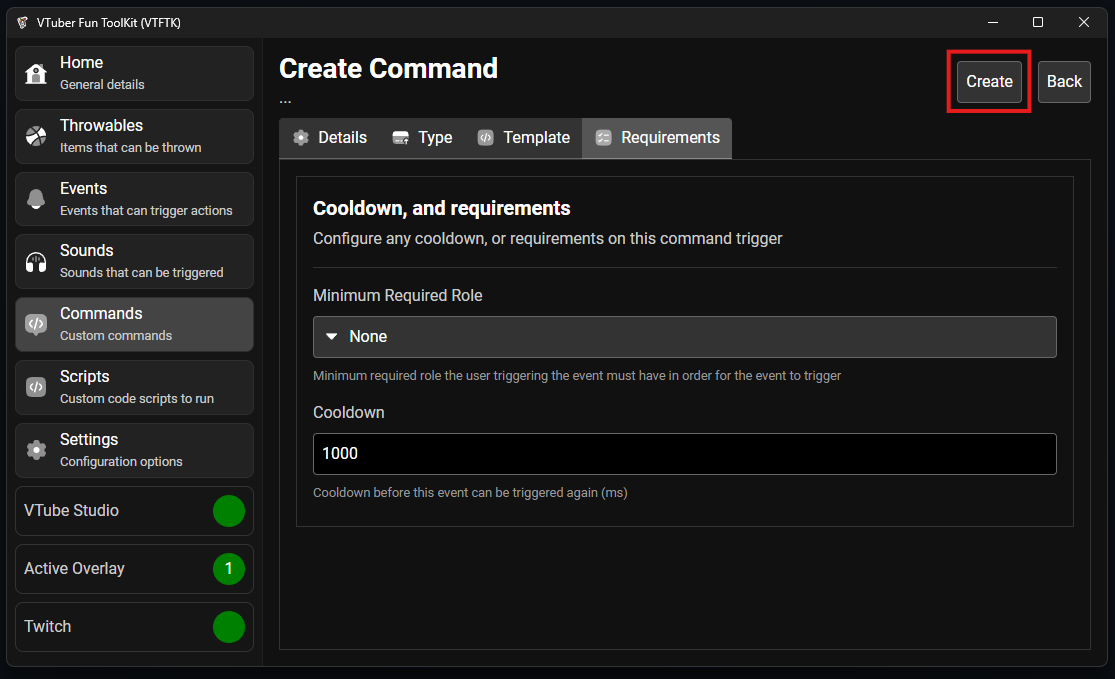 VTuber Fun ToolKit (VTFTK)
Home
General details
Throwables
Items that can be thrown
Events
Events that can trigger actions
Sounds
Sounds that can be triggered
Commands
Custom commands
Scripts
Custom code scripts to run
Settings
Configuration options
VTube Studio
Active Overlay 1
Twitch
Create Command
...
Create Back
Details Type Template Requirements
Cooldown, and requirements
Configure any cooldown, or requirements on this command trigger
Minimum Required Role
None
Minimum required role the user triggering the event must have in order for the event to trigger
Cooldown
1000
Cooldown before this event can be triggered again (ms)